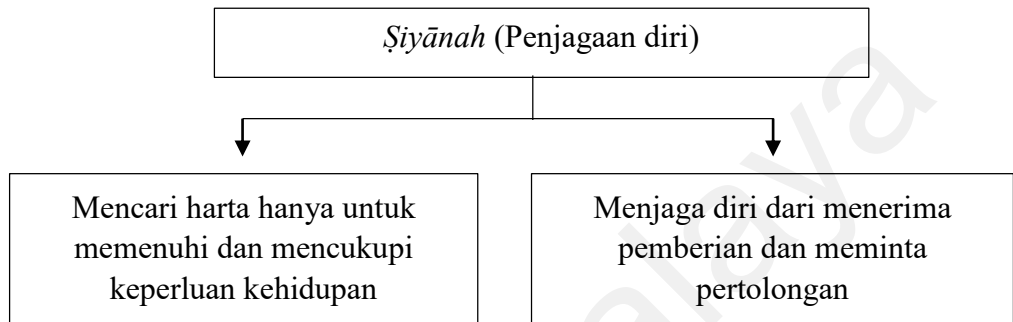 Ṣiyānah (Penjagaan diri)
Mencari harta hanya untuk
memenuhi dan mencukupi
keperluan kehidupan
Menjaga diri dari menerima
pemberian dan meminta
pertolongan
alaya